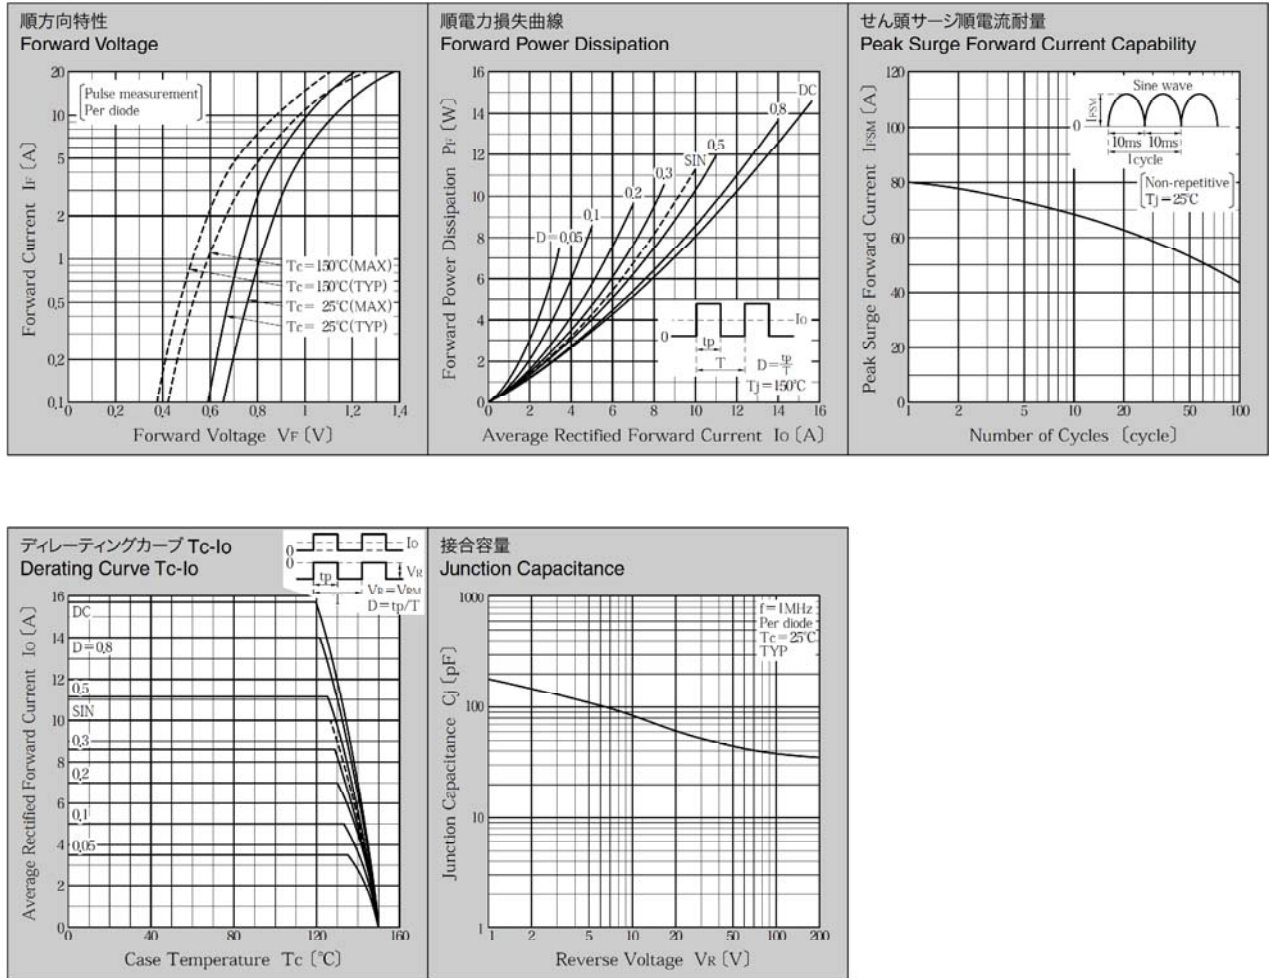 順方向特性
Forward Voltage
Pulse measurement
Per diode
Forward Current IF [A]
20
10
5
2
1
0.5
0.2
0.1
Tc=150℃(MAX)
Tc=150℃(TYP)
Tc= 25℃(MAX)
Tc= 25℃(TYP)
0 0.2 0.4 0.6 0.8 1 1.2 1.4
Forward Voltage VF [V]
順電力損失曲線
Forward Power Dissipation
Forward Power Dissipation PF [W]
16
14
12
10
8
6
4
2
0
DC
0.8
0.5
SIN
0.3
0.2
0.1
D=0.05
0
Io
tp
T
D=tp/T
Tj=150℃
0 2 4 6 8 10 12 14 16
Average Rectified Forward Current Io [A]
せん頭サージ順電流耐量
Peak Surge Forward Current Capability
Peak Surge Forward Current IFSM [A]
120
100
80
60
40
20
0
Sine wave
IFSM
0
10ms 10ms
1cycle
Non-repetitive
Tj=25℃
1 2 5 10 20 50 100
Number of Cycles [cycle]
ディレーティングカーブ Tc-Io
Derating Curve Tc-Io
0
Io
0
VR
tp
VR=VRM
D=tp/T
Average Rectified Forward Current Io [A]
16
14
12
10
8
6
4
2
0
DC
D=0.8
0.5
SIN
0.3
0.2
0.1
0.05
0 40 80 120 160
Case Temperature Tc [℃]
接合容量
Junction Capacitance
Junction Capacitance Cj [pF]
1000
100
10
1
f=1MHz
Per diode
Tc=25℃
TYP
1 2 5 10 20 50 100 200
Reverse Voltage VR [V]